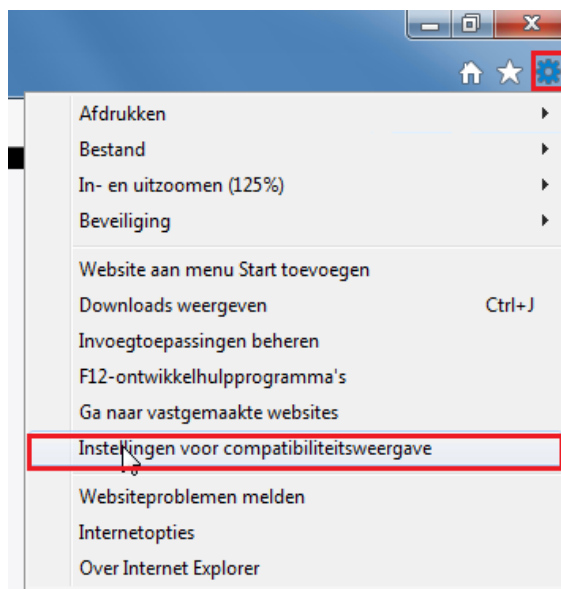 Afdrukken
Bestand
In- en uitzoomen (125%)
Beveiliging
Website aan menu Start toevoegen
Downloads weergeven Ctrl+J
Invoegtoepassingen beheren
F12-ontwikkelhulpprogramma's
Ga naar vastgemaakte websites
Instellingen voor compatibiliteitsweergave
Websiteproblemen melden
Internetopties
Over Internet Explorer